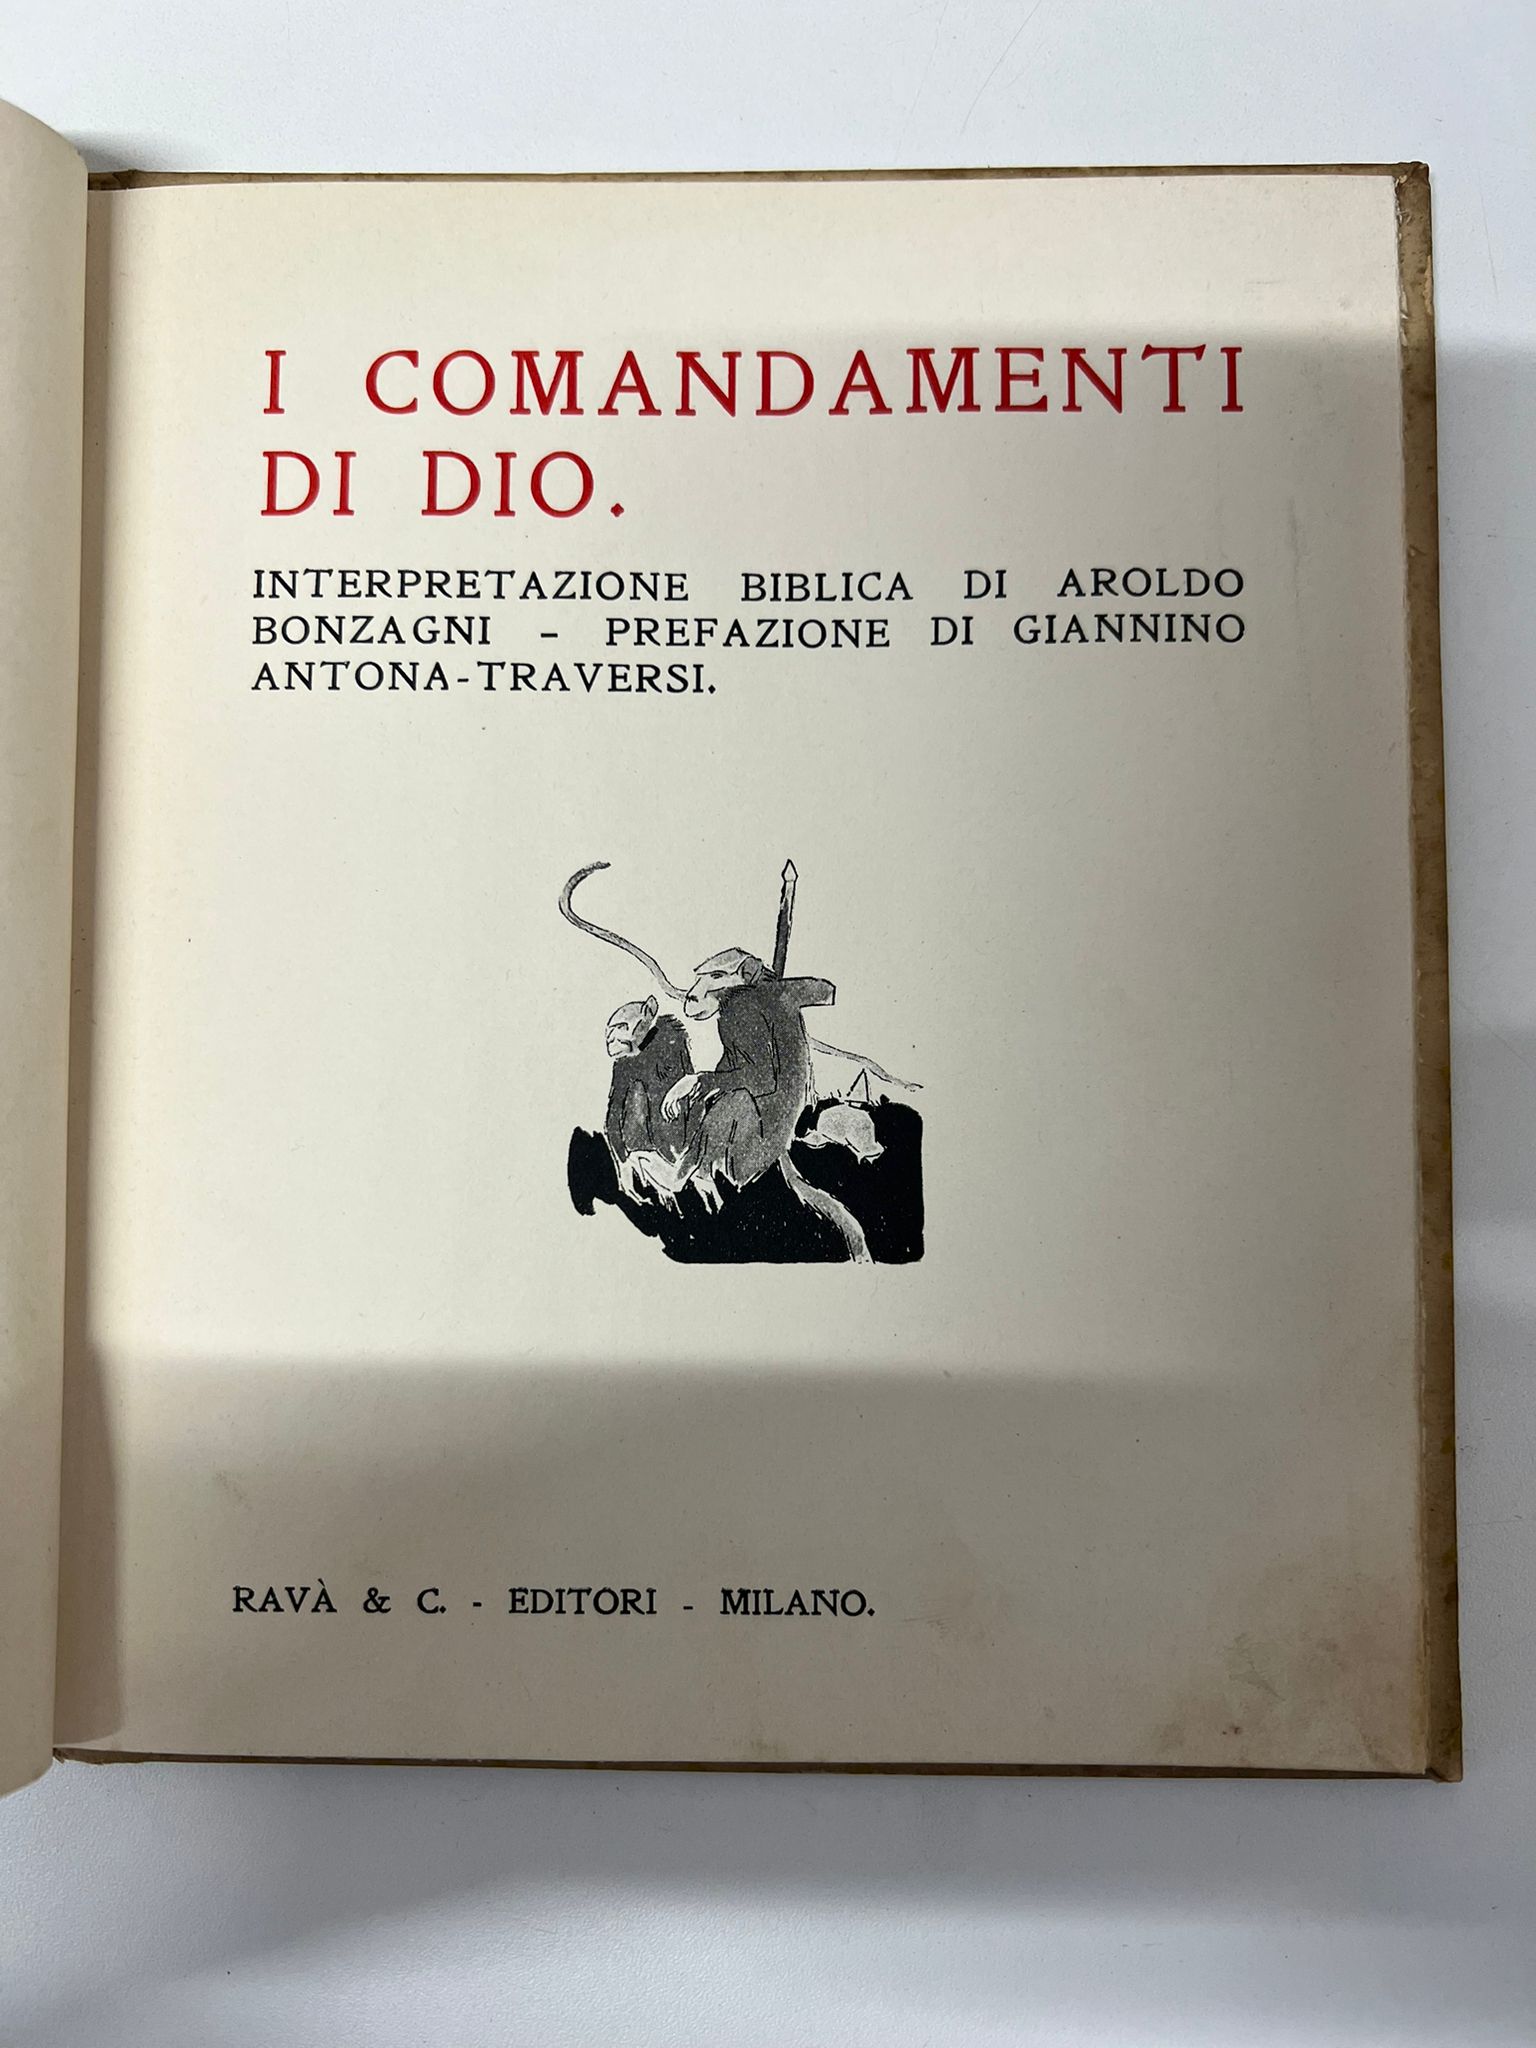 I COMANDAMENTI
DI DIO.
INTERPRETAZIONE BIBLICA DI AROLDO
BONZAGNI – PREFAZIONE DI GIANNINO
ANTONA-TRAVERSI.
RAVÀ & C. - EDITORI - MILANO.